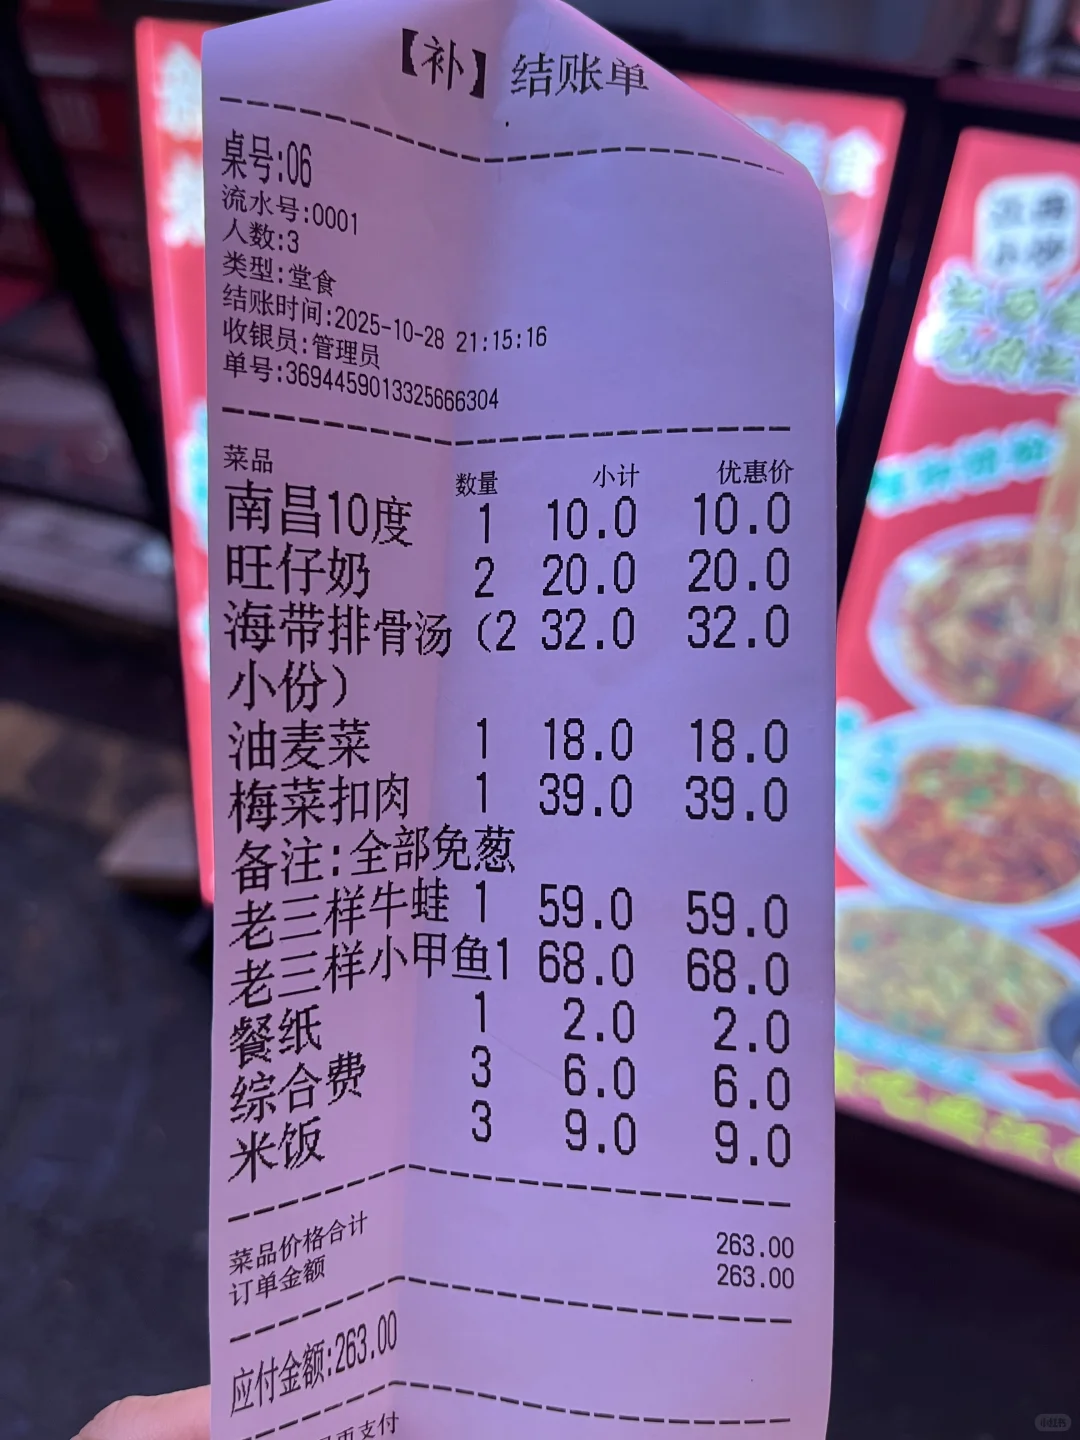 【补】结账单
桌号:06
流水号:0001
人数:3
类型:堂食
结账时间:2025-10-28 21:15:16
收银员:管理员
单号:3694459013325666304
菜品 数量 小计 优惠价
南昌10度 1 10.0 10.0
旺仔奶 2 20.0 20.0
海带排骨汤（2 32.0 32.0
小份）
油麦菜 1 18.0 18.0
梅菜扣肉 1 39.0 39.0
备注:全部免葱
老三样牛蛙 1 59.0 59.0
老三样小甲鱼1 68.0 68.0
餐纸 1 2.0 2.0
综合费 3 6.0 6.0
米饭 3 9.0 9.0
菜品价格合计 263.00
订单金额 263.00
应付金额:263.00
支付
小红书